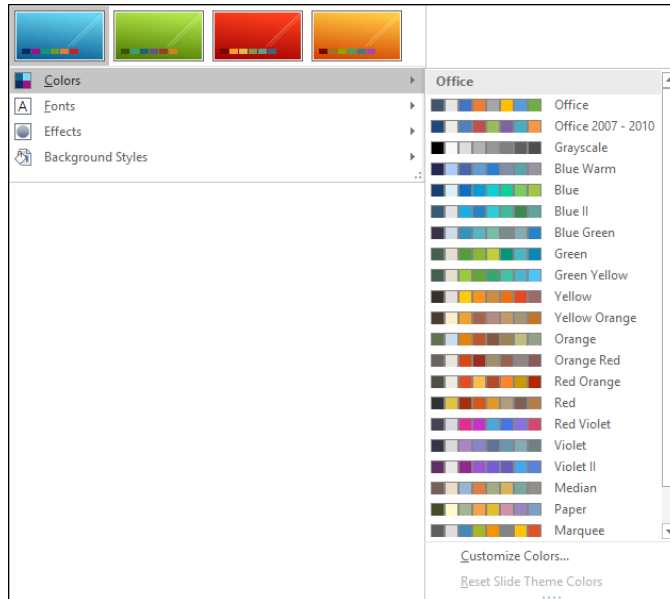 Colors
Fonts
Effects
Background Styles
Office
Office
Office 2007 - 2010
Grayscale
Blue Warm
Blue
Blue II
Blue Green
Green
Green Yellow
Yellow
Yellow Orange
Orange
Orange Red
Red Orange
Red
Red Violet
Violet
Violet II
Median
Paper
Marquee
Customize Colors...
Reset Slide Theme Colors